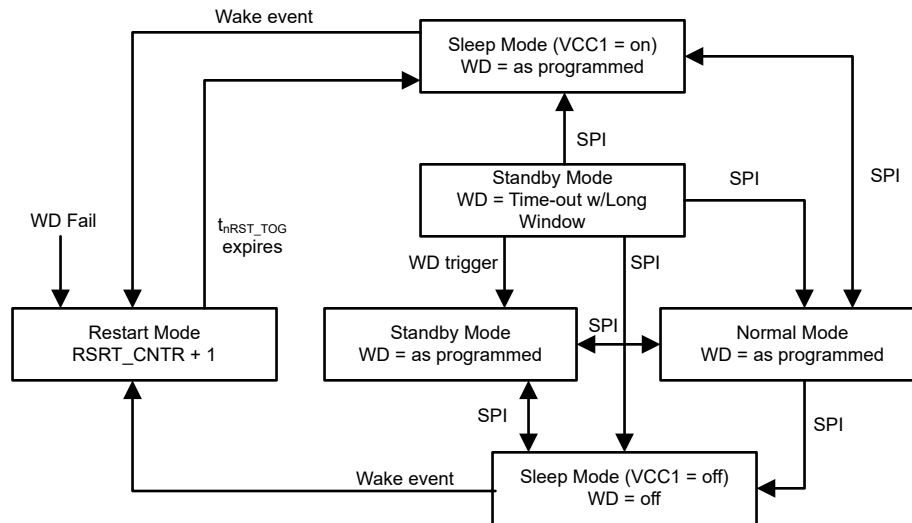 Wake event
Sleep Mode (VCC1 = on)
WD = as programmed
SPI
Standby Mode
WD = Time-out w/Long
Window
SPI
SPI
WD Fail
tnRST_TOG
expires
WD trigger
SPI
Restart Mode
RSRT_CNTR + 1
Standby Mode
WD = as programmed
SPI
Normal Mode
WD = as programmed
SPI
SPI
Wake event
Sleep Mode (VCC1 = off)
WD = off